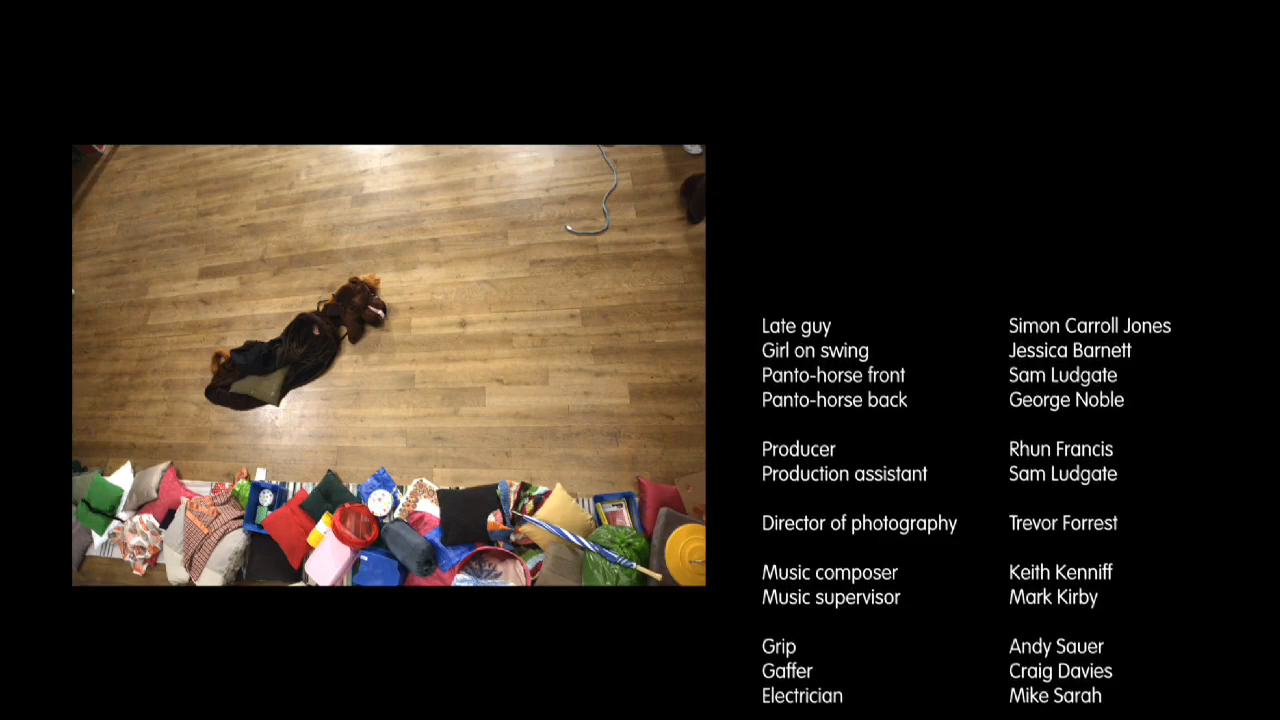 Late guy Simon Carroll Jones
Girl on swing Jessica Barnett
Panto-horse front Sam Ludgate
Panto-horse back George Noble
Producer Rhun Francis
Production assistant Sam Ludgate
Director of photography Trevor Forrest
Music composer Keith Kenniff
Music supervisor Mark Kirby
Grip Andy Sauer
Gaffer Craig Davies
Electrician Mike Sarah